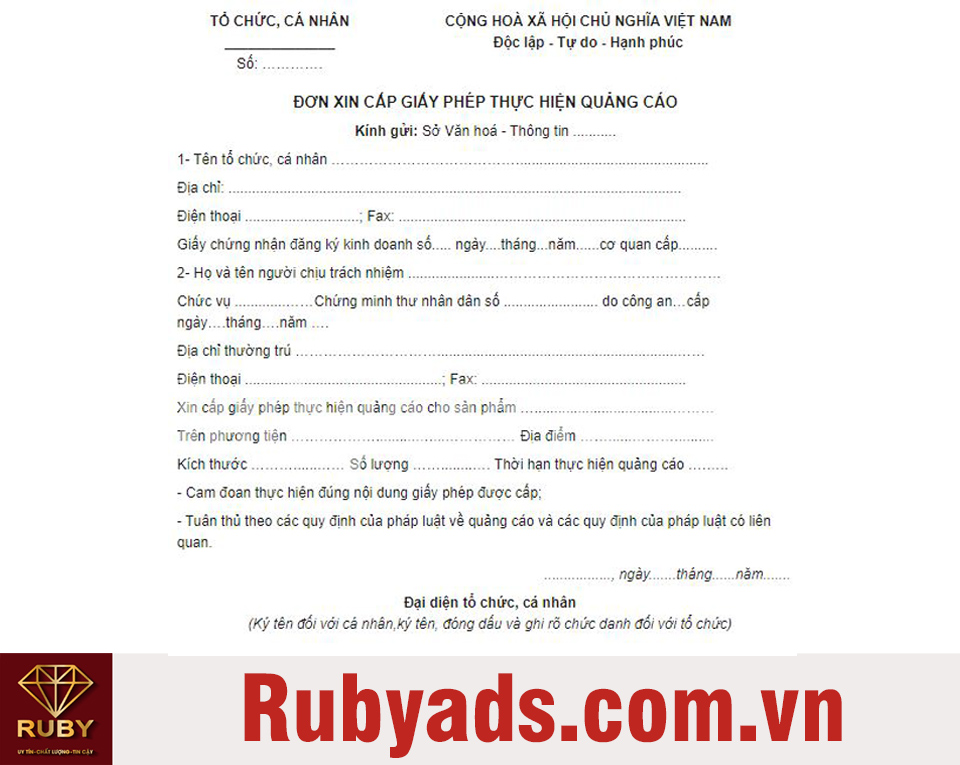 TỔ CHỨC, CÁ NHÂN
CỘNG HOÀ XÃ HỘI CHỦ NGHĨA VIỆT NAM
Độc lập - Tự do - Hạnh phúc
Số: ………….
ĐƠN XIN CẤP GIẤY PHÉP THỰC HIỆN QUẢNG CÁO
Kính gửi: Sở Văn hoá - Thông tin ...........
1- Tên tổ chức, cá nhân …………………………………...................................................
Địa chỉ: .............................................................................................................
Điện thoại ............................; Fax: ......................................................................
Giấy chứng nhận đăng ký kinh doanh số..... ngày....tháng...năm......cơ quan cấp..........
2- Họ và tên người chịu trách nhiệm .....................……………………………………
Chức vụ .............……Chứng minh thư nhân dân số ........................ do công an…cấp
ngày….tháng….năm ….
Địa chỉ thường trú ………………………….............................................................……
Điện thoại ................................................; Fax: ..................................................
Xin cấp giấy phép thực hiện quảng cáo cho sản phẩm …....................................………
Trên phương tiện ………………...........................………… Đia điểm ………...………..........
Kích thước ………........…… Số lượng ……........…. Thời hạn thực hiện quảng cáo ………
- Cam đoan thực hiện đúng nội dung giấy phép được cấp;
- Tuân thủ theo các quy định của pháp luật về quảng cáo và các quy định của pháp luật có liên
quan.
................., ngày.......tháng......năm.......
Đại diện tổ chức, cá nhân
(Ký tên đối với cá nhân,ký tên, đóng dấu và ghi rõ chức danh đối với tổ chức)
RUBY
UY TÍN-CHẤT LƯỢNG-TIN CẬY
Rubyads.com.vn